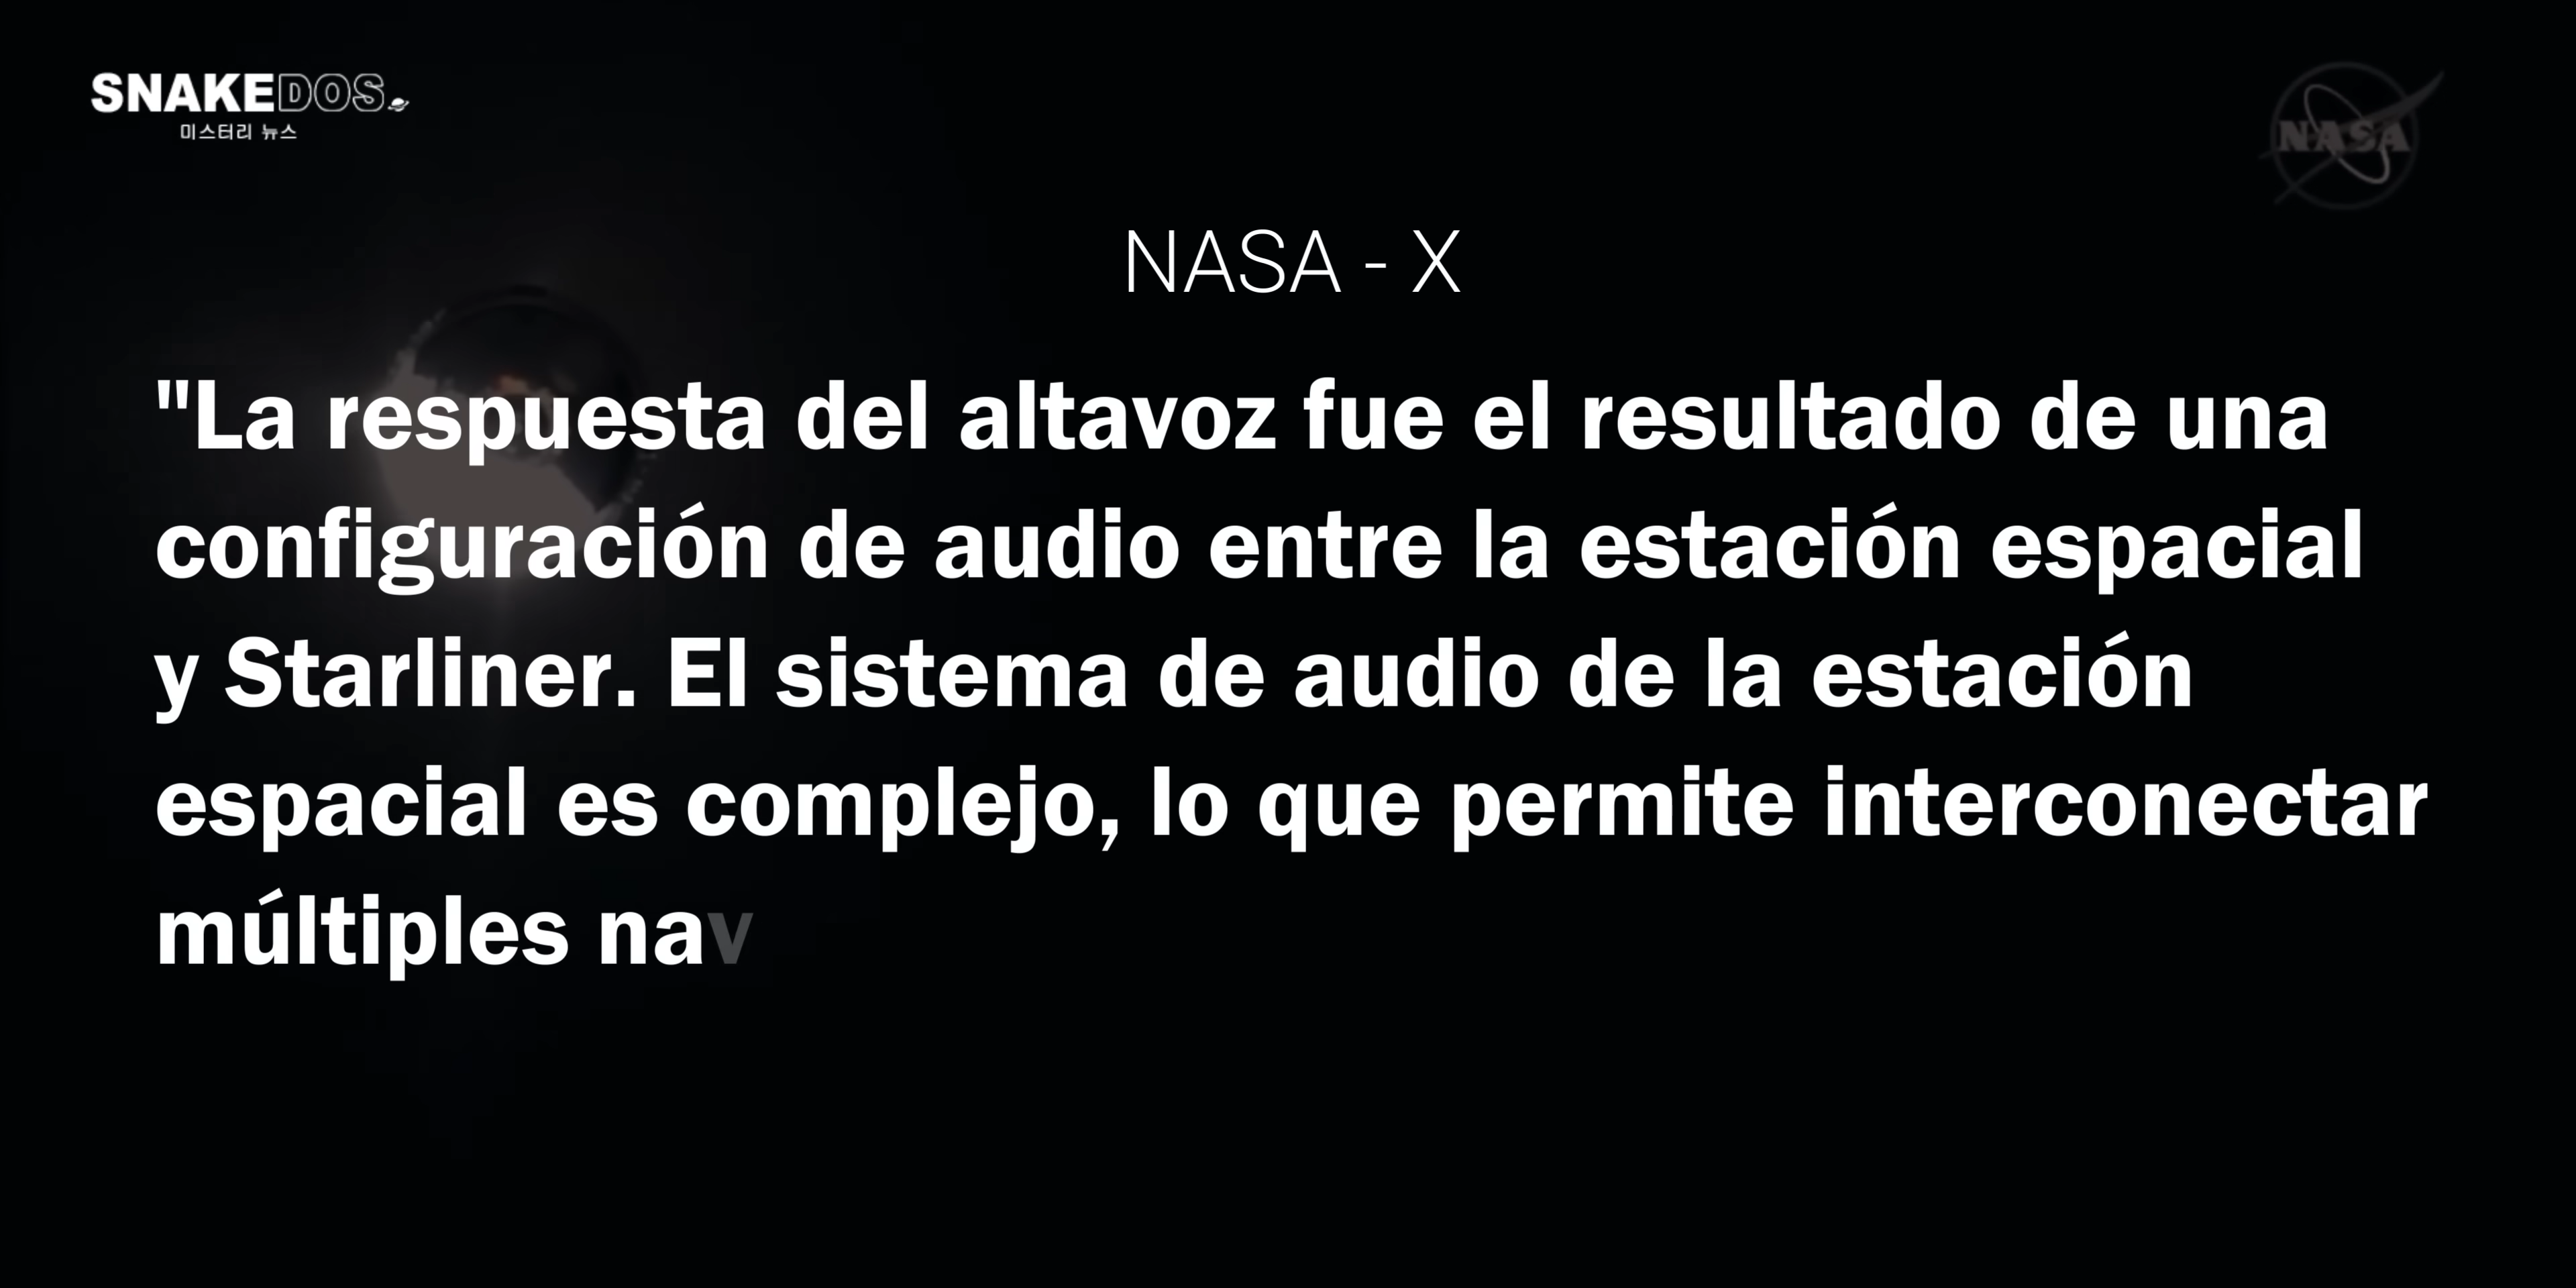 SNAKEDOS.
미스터리 뉴스
NASA
NASA - X
"La respuesta del altavoz fue el resultado de una
configuración de audio entre la estación espacial
y Starliner. El sistema de audio de la estación
espacial es complejo, lo que permite interconectar
múltiples nav